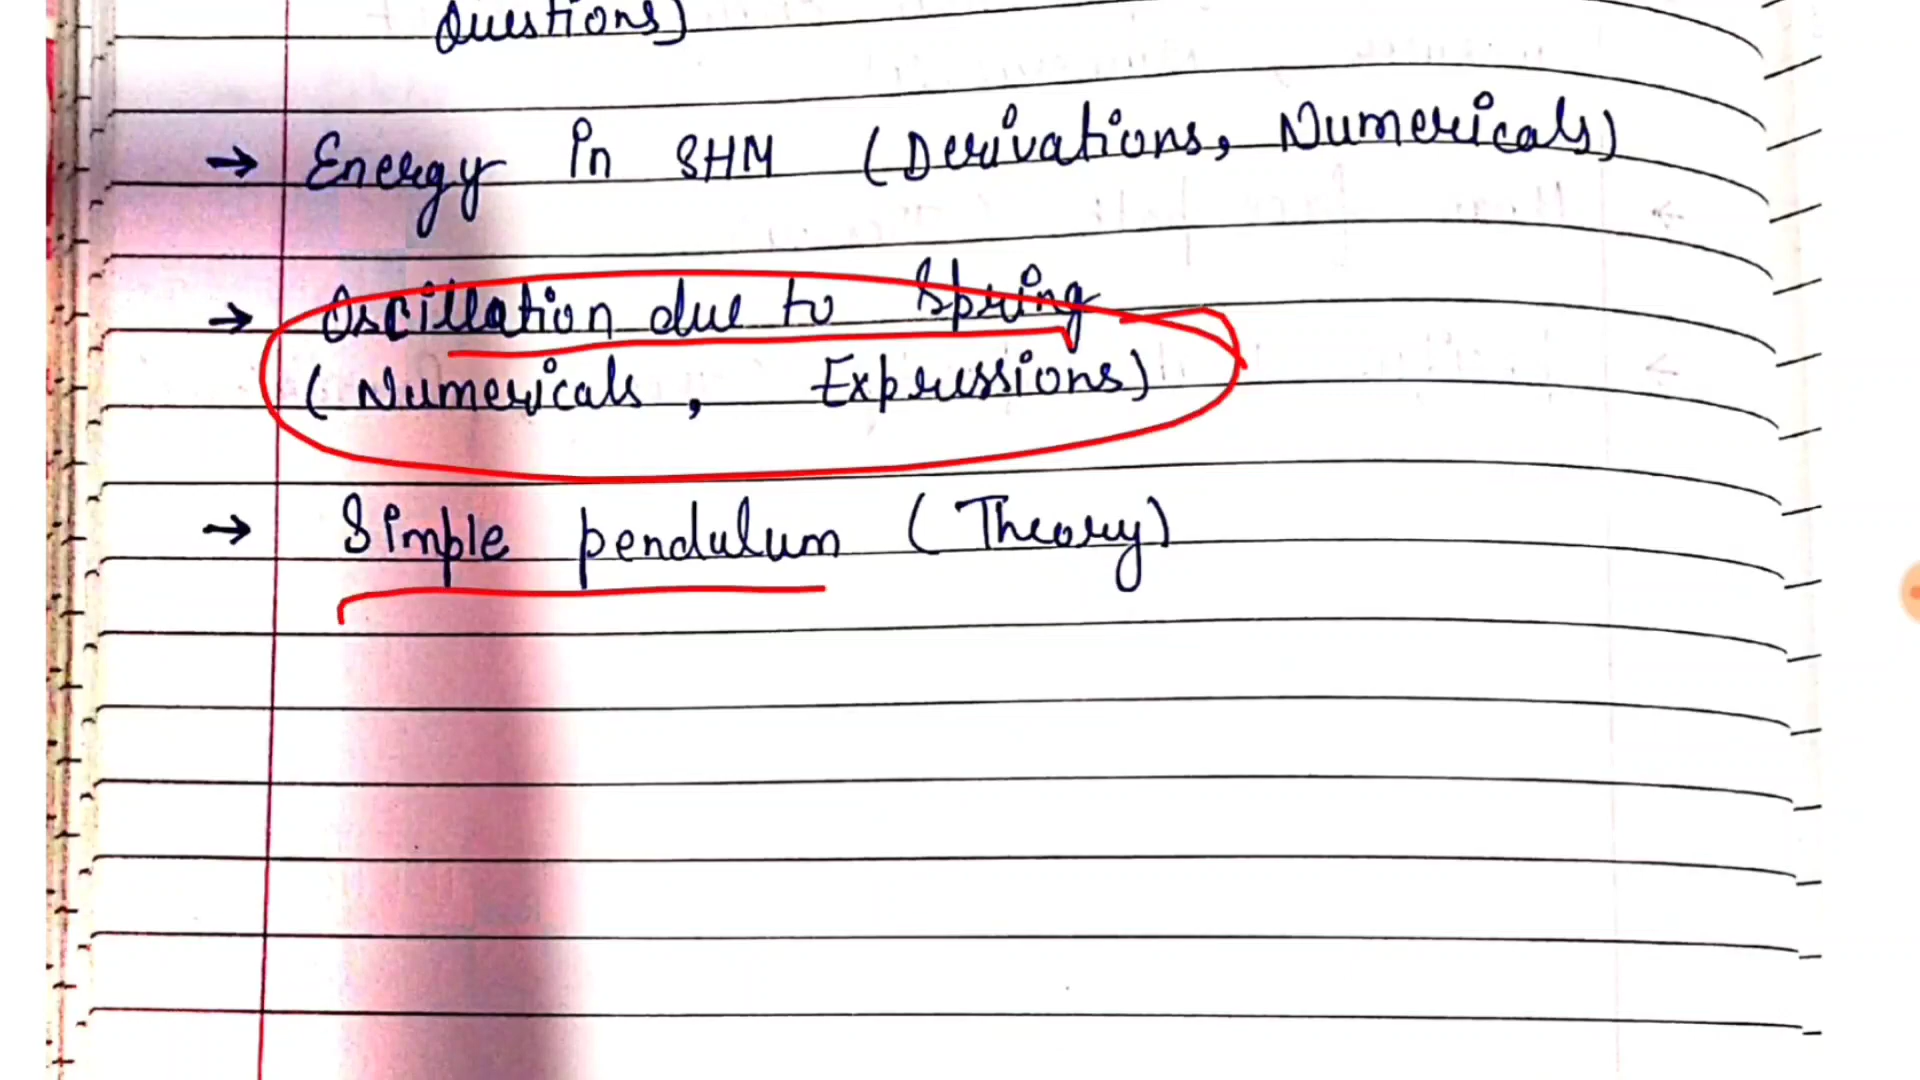 Questions)
→ Energy in SHM (Derivations, Numericals)
→ Oscillation due to Spring
(Numericals, Expressions)
→ Simple pendulum (Theory)